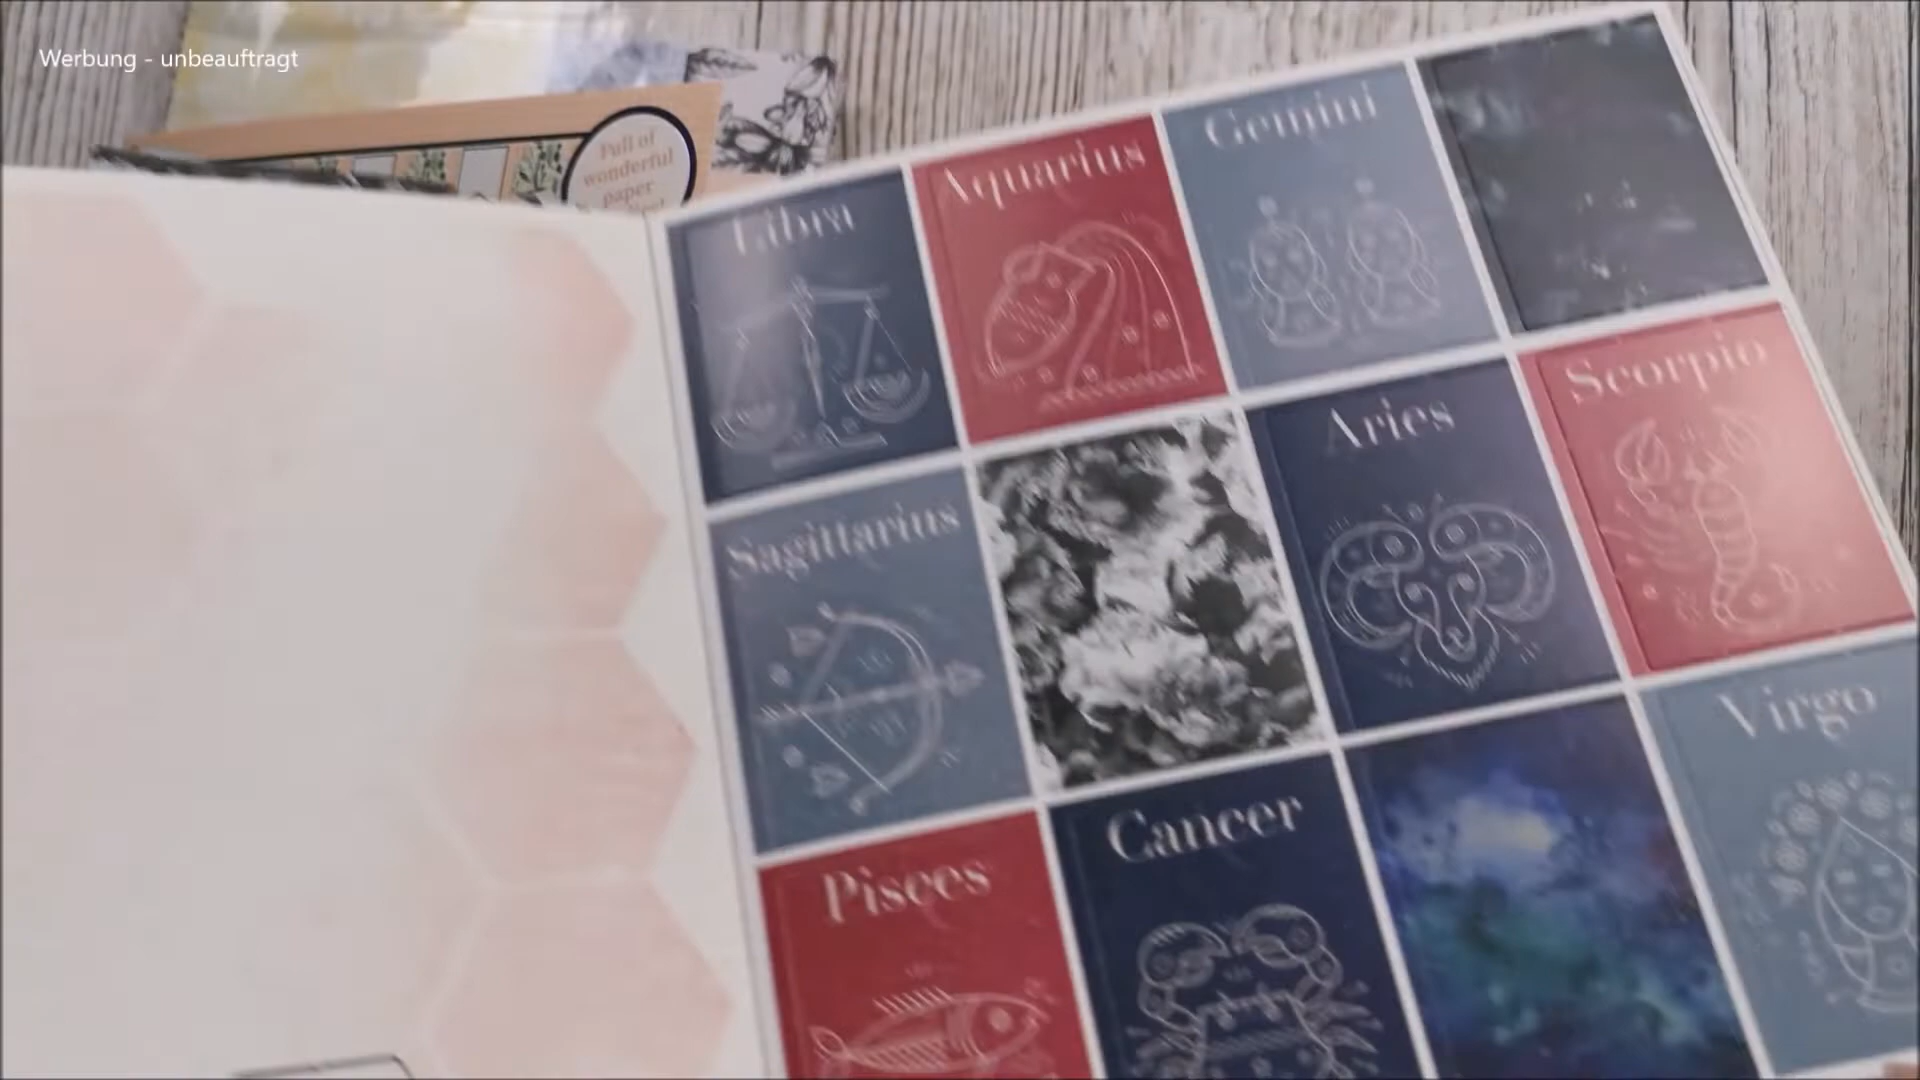 Werbung - unbeauftragt
Full of
wonderful
paper
Libra
Aquarius
Gemini
Sagittarius
Aries
Scorpio
Pisces
Cancer
Virgo